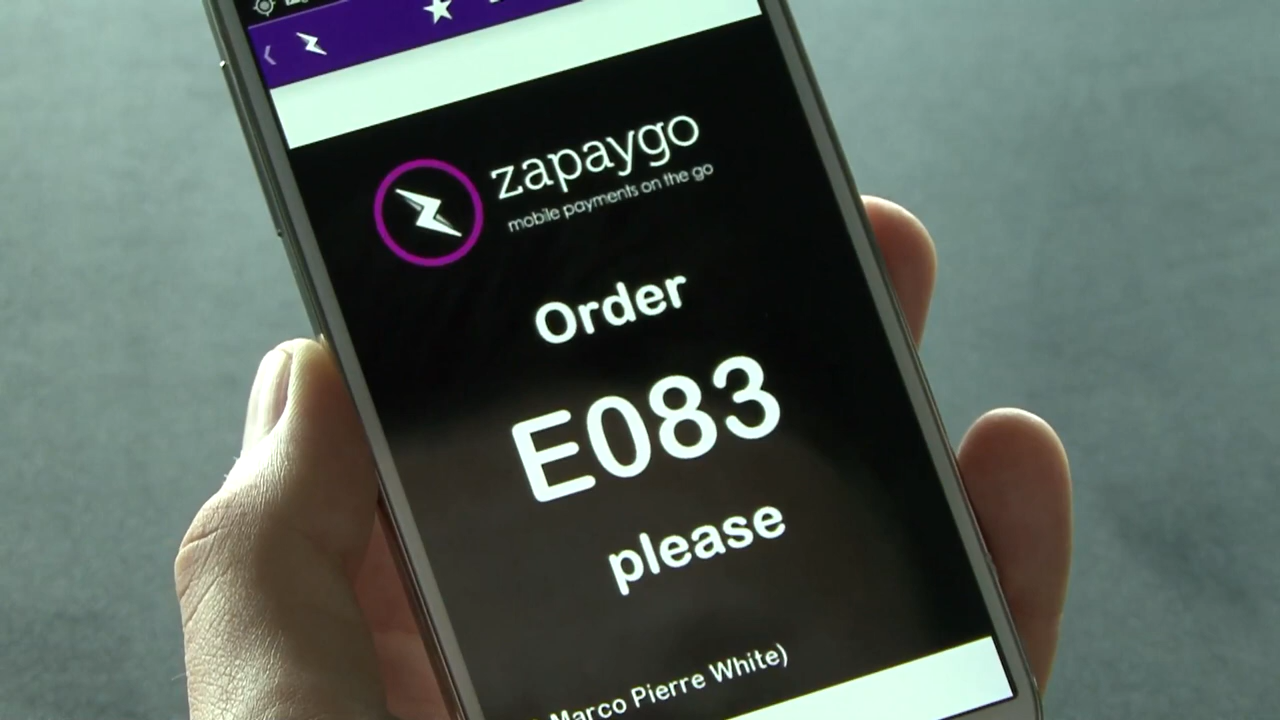 zapaygo
mobile payments on the go
Order
E083
please
Marco Pierre White)